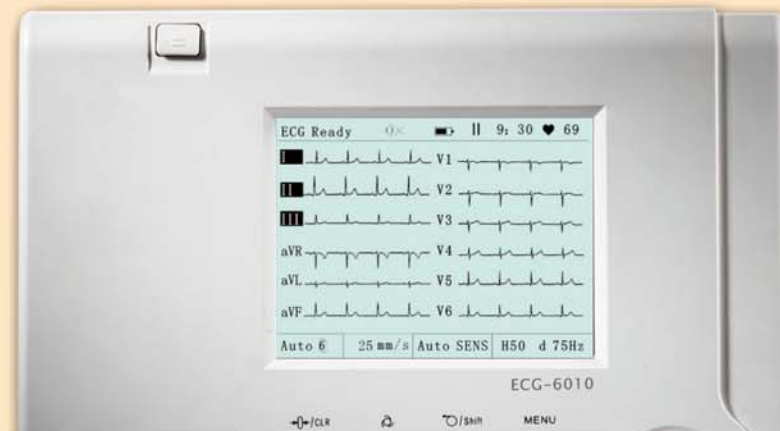 ECG Ready 9: 30 69
I V1
II V2
III V3
aVR V4
aVL V5
aVF V6
Auto 6 25 mm/s Auto SENS H50 d 75Hz
ECG-6010
/CLR /Shift MENU